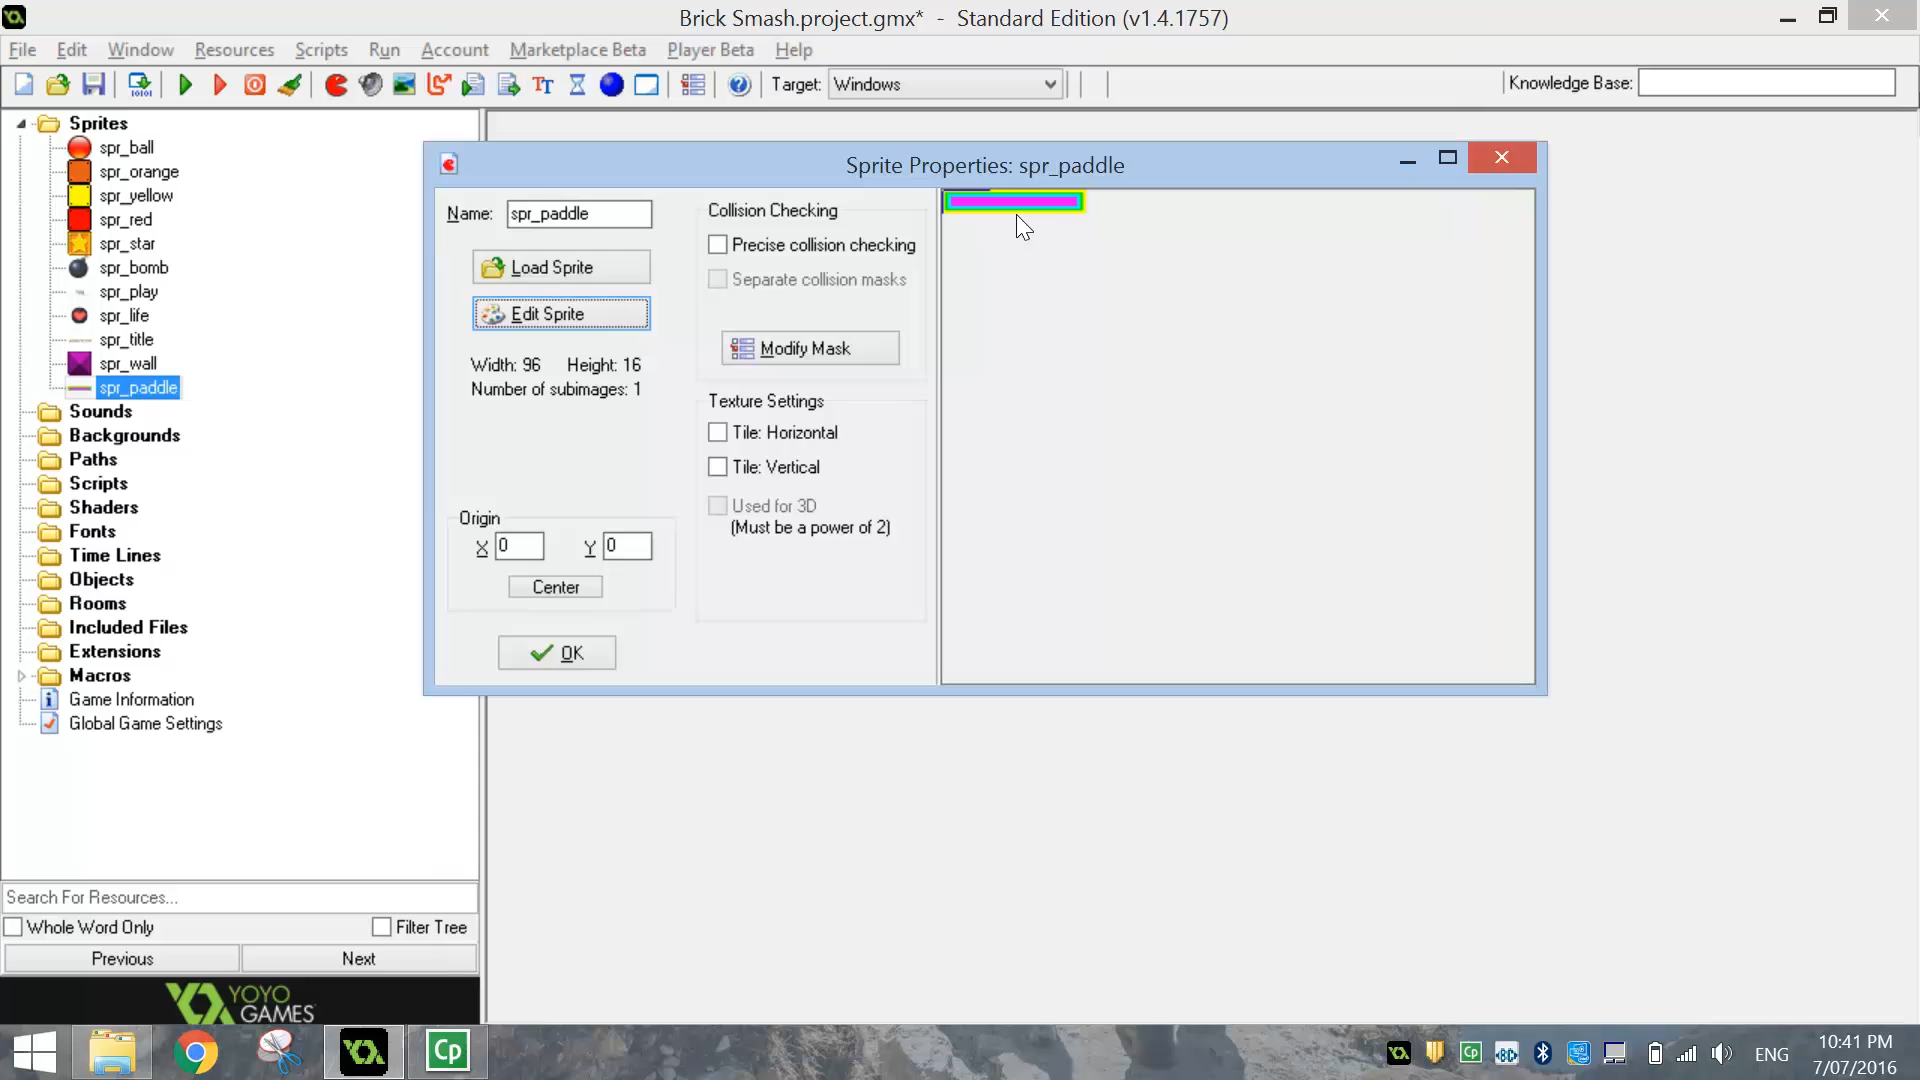 Brick Smash.project.gmx* - Standard Edition (v1.4.1757)
File Edit Window Resources Scripts Run Account Marketplace Beta Player Beta Help
Target: Windows
Knowledge Base:
Sprites
spr_ball
spr_orange
spr_yellow
spr_red
spr_star
spr_bomb
spr_play
spr_life
spr_title
spr_wall
spr_paddle
Sounds
Backgrounds
Paths
Scripts
Shaders
Fonts
Time Lines
Objects
Rooms
Included Files
Extensions
Macros
Game Information
Global Game Settings
Search For Resources...
Whole Word Only Filter Tree
Previous Next
YOYO
GAMES
Sprite Properties: spr_paddle
Name: spr_paddle
Load Sprite
Edit Sprite
Width: 96 Height: 16
Number of subimages: 1
Origin
X 0 Y 0
Center
OK
Collision Checking
Precise collision checking
Separate collision masks
Modify Mask
Texture Settings
Tile: Horizontal
Tile: Vertical
Used for 3D
(Must be a power of 2)
Cp
Cp
ENG
10:41 PM
7/07/2016